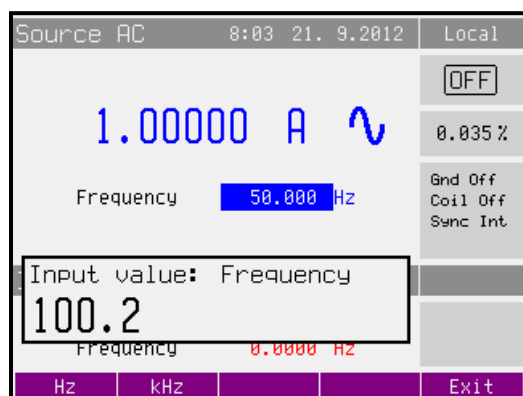 Source AC 8:03 21. 9.2012 Local
OFF
1.00000 A
0.035 %
Frequency 50.000 Hz
Gnd Off
Coil Off
Sync Int
Input value: Frequency
100.2
Frequency 0.0000 Hz
Hz kHz Exit